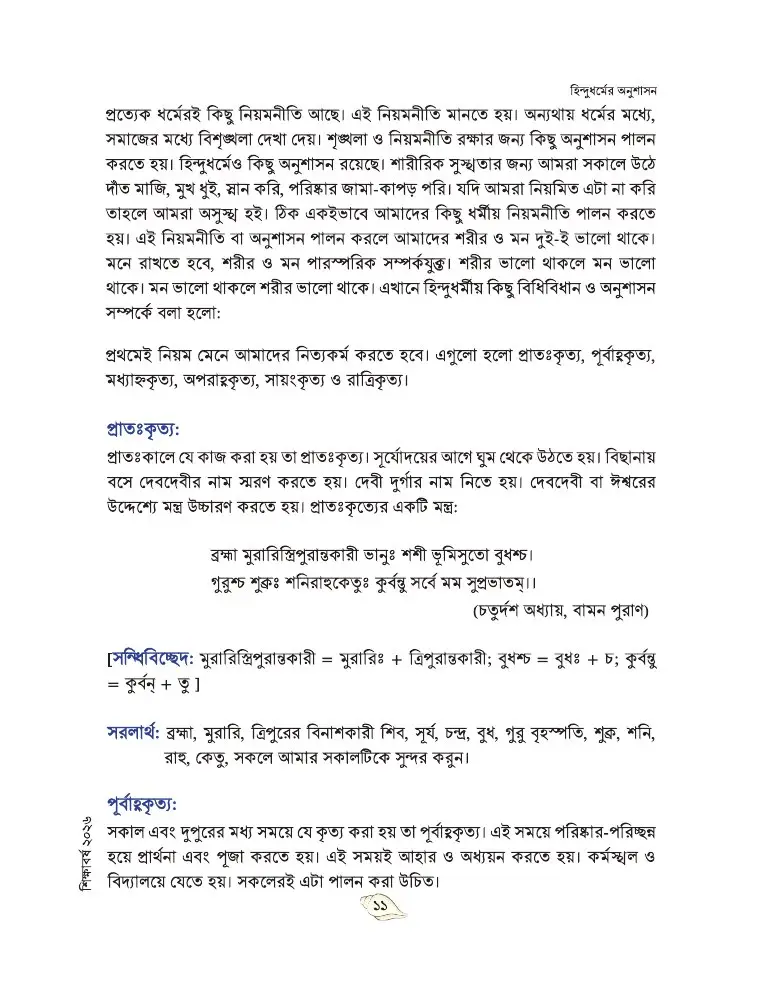 হিন্দুধর্মের অনুশাসন
প্রত্যেক ধর্মেরই কিছু নিয়মনীতি আছে। এই নিয়মনীতি মানতে হয়। অন্যথায় ধর্মের মধ্যে,
সমাজের মধ্যে বিশৃঙ্খলা দেখা দেয়। শৃঙ্খলা ও নিয়মনীতি রক্ষার জন্য কিছু অনুশাসন পালন
করতে হয়। হিন্দুধর্মেও কিছু অনুশাসন রয়েছে। শারীরিক সুস্থতার জন্য আমরা সকালে উঠে
দাঁত মাজি, মুখ ধুই, স্নান করি, পরিষ্কার জামা-কাপড় পরি। যদি আমরা নিয়মিত এটা না করি
তাহলে আমরা অসুস্থ হই। ঠিক একইভাবে আমাদের কিছু ধর্মীয় নিয়মনীতি পালন করতে
হয়। এই নিয়মনীতি বা অনুশাসন পালন করলে আমাদের শরীর ও মন দুই-ই ভালো থাকে।
মনে রাখতে হবে, শরীর ও মন পারস্পরিক সম্পর্কযুক্ত। শরীর ভালো থাকলে মন ভালো
থাকে। মন ভালো থাকলে শরীর ভালো থাকে। এখানে হিন্দুধর্মীয় কিছু বিধিবিধান ও অনুশাসন
সম্পর্কে বলা হলো:
প্রথমেই নিয়ম মেনে আমাদের নিত্যকর্ম করতে হবে। এগুলো হলো প্রাতঃকৃত্য, পূর্বাহ্ণকৃত্য,
মধ্যাহ্নকৃত্য, অপরাহ্ণকৃত্য, সায়ংকৃত্য ও রাত্রিকৃত্য।
প্রাতঃকৃত্য:
প্রাতঃকালে যে কাজ করা হয় তা প্রাতঃকৃত্য। সূর্যোদয়ের আগে ঘুম থেকে উঠতে হয়। বিছানায়
বসে দেবদেবীর নাম স্মরণ করতে হয়। দেবী দুর্গার নাম নিতে হয়। দেবদেবী বা ঈশ্বরের
উদ্দেশ্যে মন্ত্র উচ্চারণ করতে হয়। প্রাতঃকৃত্যের একটি মন্ত্র:
ব্রহ্মা মুরারিস্ত্রিপুরান্তকারী ভানুঃ শশী ভূমিসুতো বুধশ্চ।
গুরুশ্চ শুক্রঃ শনিরাহুকেতুঃ কুর্বন্তু সর্বে মম সুপ্রভাতম্।।
(চতুর্দশ অধ্যায়, বামন পুরাণ)
[সন্ধিবিচ্ছেদ: মুরারিস্ত্রিপুরান্তকারী = মুরারিঃ + ত্রিপুরান্তকারী; বুধশ্চ = বুধঃ + চ; কুর্বন্তু
= কুর্বন্ + তু ]
সরলার্থ: ব্রহ্মা, মুরারি, ত্রিপুরের বিনাশকারী শিব, সূর্য, চন্দ্র, বুধ, গুরু বৃহস্পতি, শুক্র, শনি,
রাহু, কেতু, সকলে আমার সকালটিকে সুন্দর করুন।
পূর্বাহ্ণকৃত্য:
সকাল এবং দুপুরের মধ্য সময়ে যে কৃত্য করা হয় তা পূর্বাহ্ণকৃত্য। এই সময়ে পরিষ্কার-পরিচ্ছন্ন
হয়ে প্রার্থনা এবং পূজা করতে হয়। এই সময়ই আহার ও অধ্যয়ন করতে হয়। কর্মস্থল ও
বিদ্যালয়ে যেতে হয়। সকলেরই এটা পালন করা উচিত।
শিক্ষাবর্ষ ২০২৬
১১